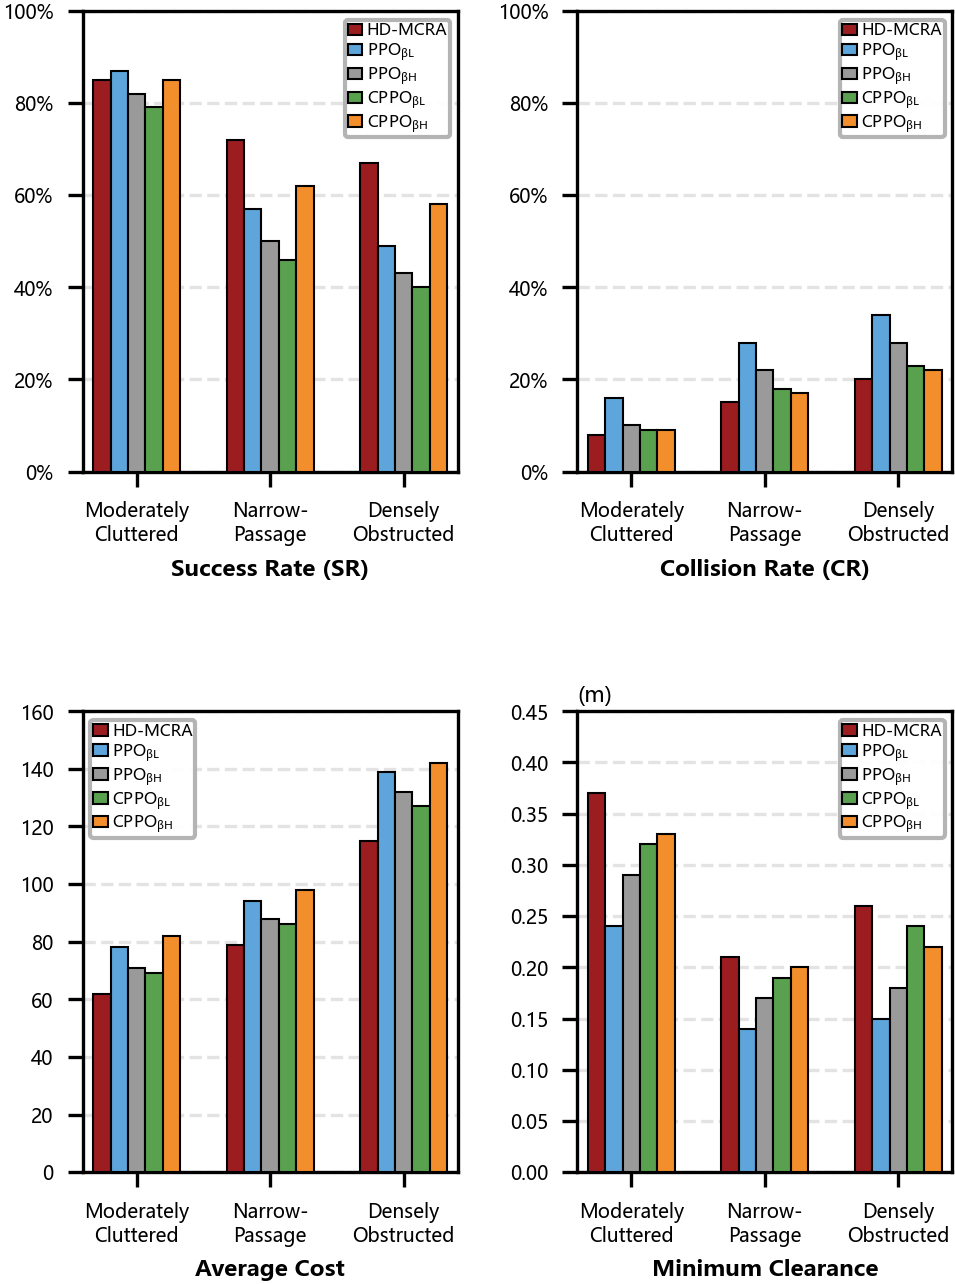 100%
80%
60%
40%
20%
0%
HD-MCRA
PPOβL
PPOβH
CPPOβL
CPPOβH
Moderately
Cluttered
Narrow-
Passage
Densely
Obstructed
Success Rate (SR)
100%
80%
60%
40%
20%
0%
HD-MCRA
PPOβL
PPOβH
CPPOβL
CPPOβH
Moderately
Cluttered
Narrow-
Passage
Densely
Obstructed
Collision Rate (CR)
160
140
120
100
80
60
40
20
0
HD-MCRA
PPOβL
PPOβH
CPPOβL
CPPOβH
Moderately
Cluttered
Narrow-
Passage
Densely
Obstructed
Average Cost
(m)
0.45
0.40
0.35
0.30
0.25
0.20
0.15
0.10
0.05
0.00
HD-MCRA
PPOβL
PPOβH
CPPOβL
CPPOβH
Moderately
Cluttered
Narrow-
Passage
Densely
Obstructed
Minimum Clearance